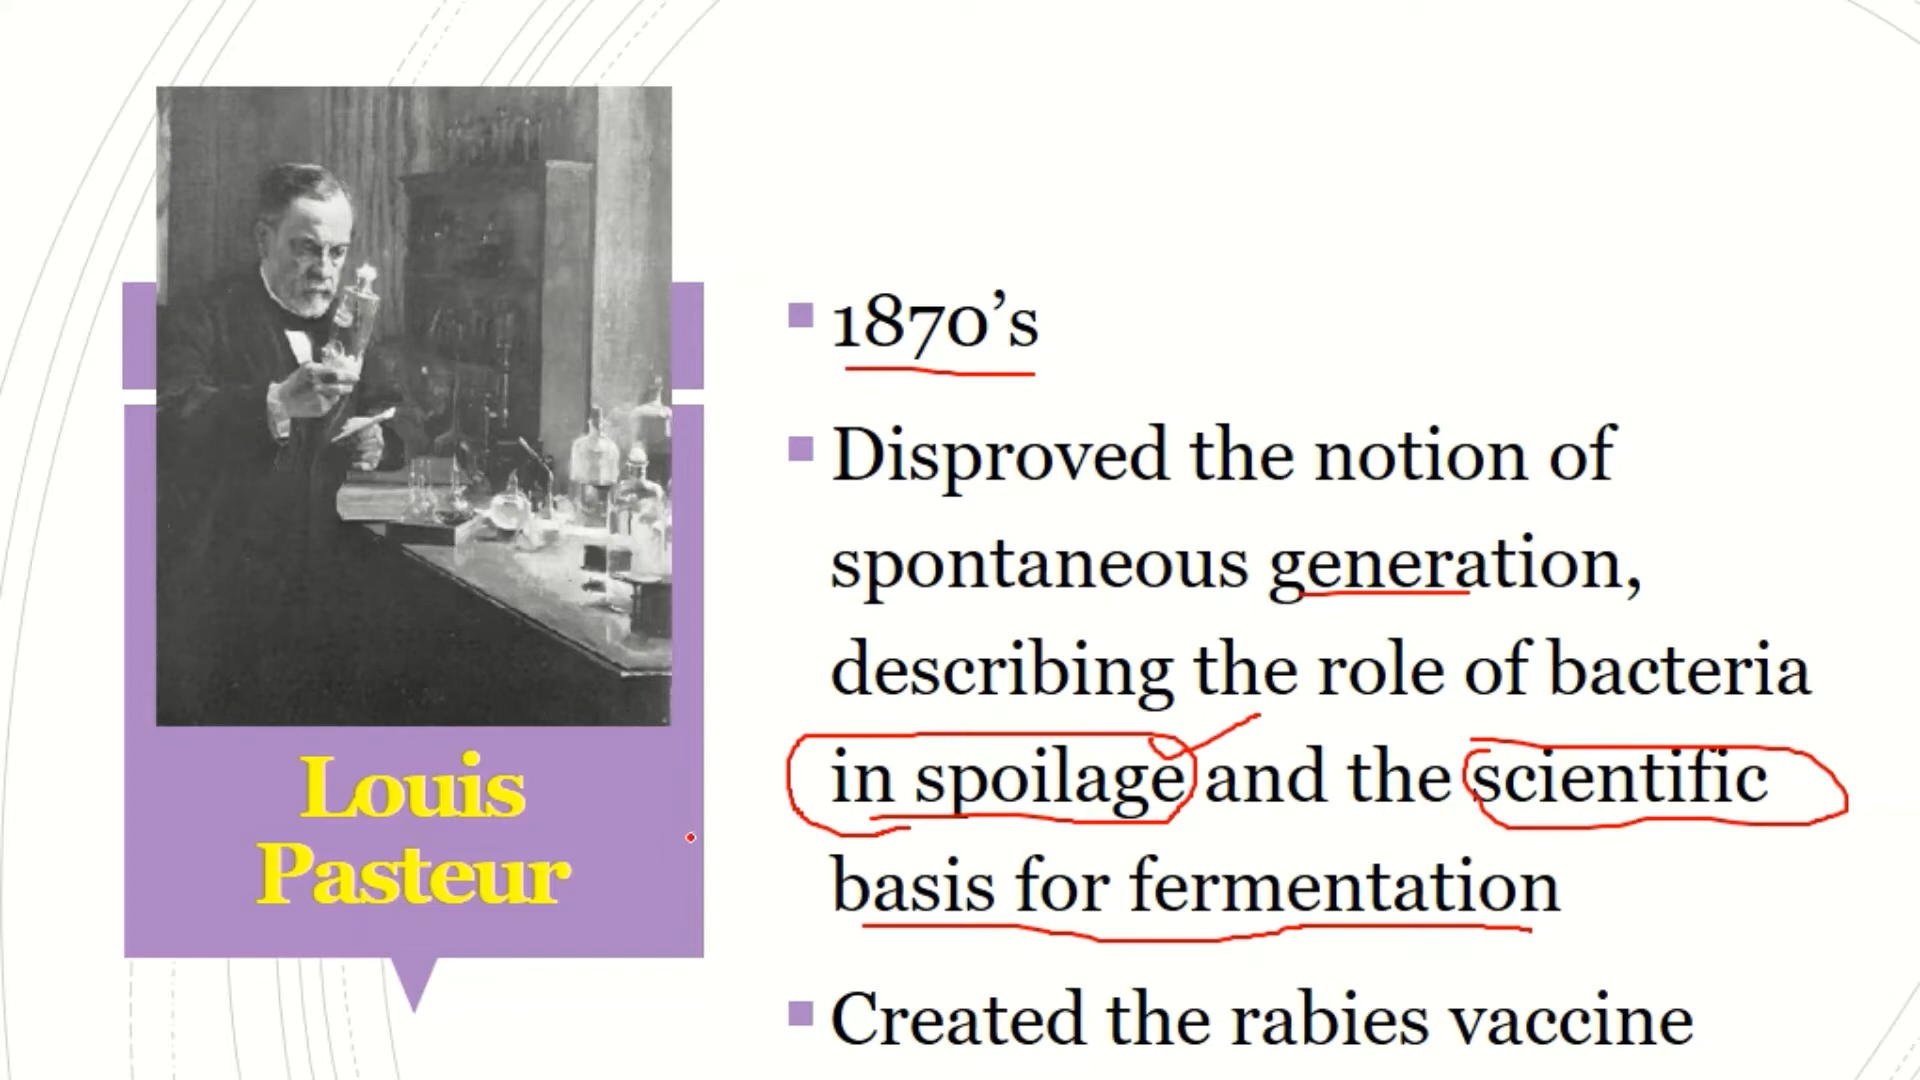 Louis
Pasteur
1870’s
Disproved the notion of
spontaneous generation,
describing the role of bacteria
in spoilage and the scientific
basis for fermentation
Created the rabies vaccine